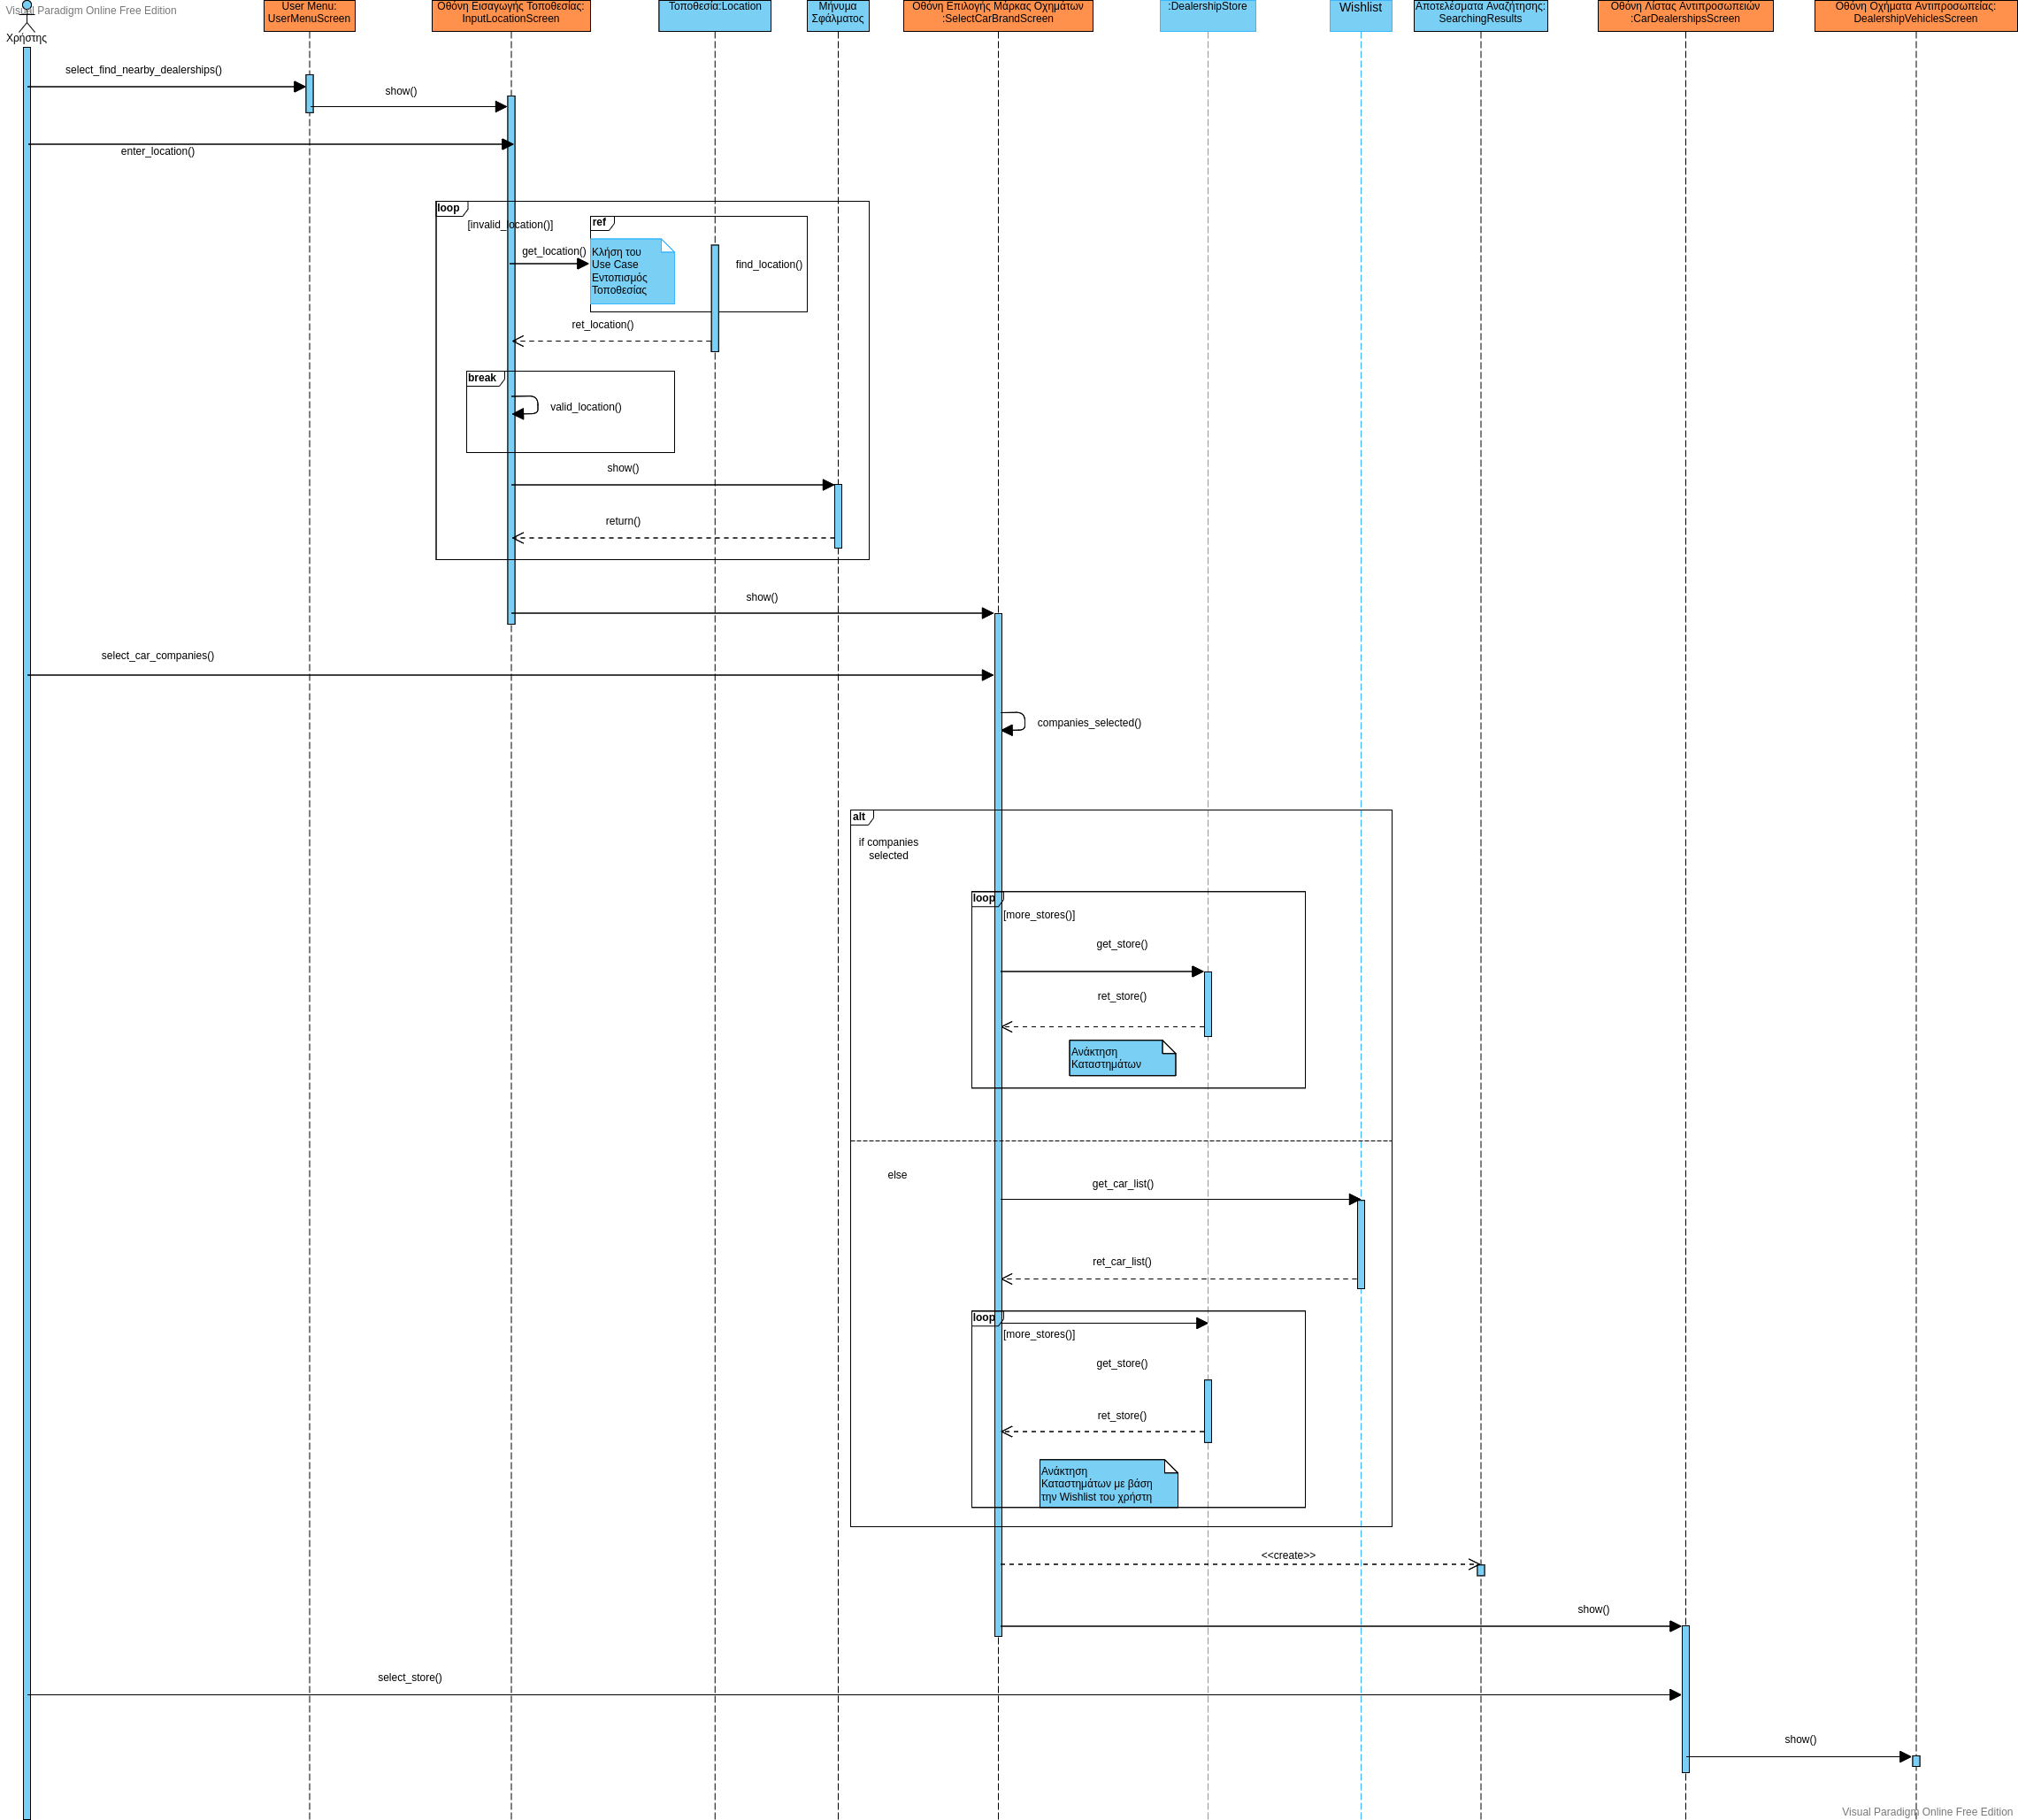 Visual Paradigm Online Free Edition
Χρήστης
User Menu:
UserMenuScreen
Οθόνη Εισαγωγής Τοποθεσίας:
InputLocationScreen
Τοποθεσία:Location
Μήνυμα
Σφάλματος
Οθόνη Επιλογής Μάρκας Οχημάτων
:SelectCarBrandScreen
:DealershipStore
Wishlist
Αποτελέσματα Αναζήτησης:
SearchingResults
Οθόνη Λίστας Αντιπροσωπειών
:CarDealershipsScreen
Οθόνη Οχήματα Αντιπροσωπείας:
DealershipVehiclesScreen
select_find_nearby_dealerships()
show()
enter_location()
loop
[invalid_location()]
ref
get_location()
Κλήση του
Use Case
Εντοπισμός
Τοποθεσίας
find_location()
ret_location()
break
valid_location()
show()
return()
show()
select_car_companies()
companies_selected()
alt
if companies
selected
loop
[more_stores()]
get_store()
ret_store()
Ανάκτηση
Καταστημάτων
else
get_car_list()
ret_car_list()
loop
[more_stores()]
get_store()
ret_store()
Ανάκτηση
Καταστημάτων με βάση
την Wishlist του χρήστη
<<create>>
show()
select_store()
show()
Visual Paradigm Online Free Edition